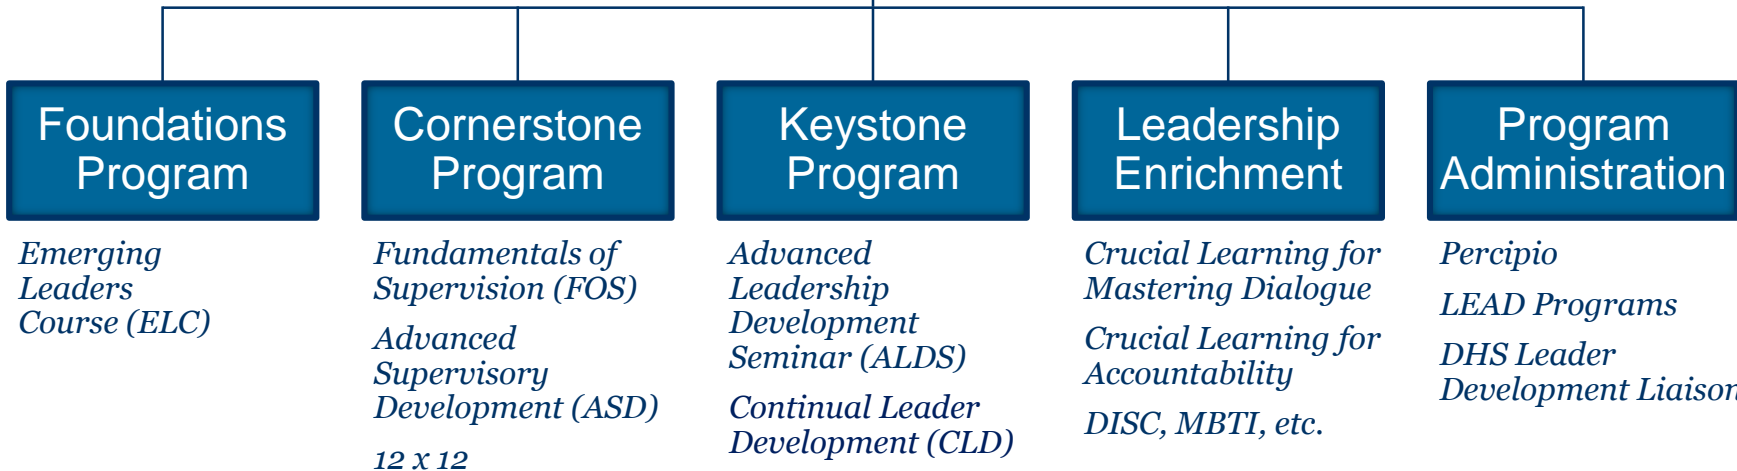 Foundations
Program
Emerging
Leaders
Course (ELC)
Cornerstone
Program
Fundamentals of
Supervision (FOS)
Advanced
Supervisory
Development (ASD)
12 x 12
Keystone
Program
Advanced
Leadership
Development
Seminar (ALDS)
Continual Leader
Development (CLD)
Leadership
Enrichment
Crucial Learning for
Mastering Dialogue
Crucial Learning for
Accountability
DISC, MBTI, etc.
Program
Administration
Percipio
LEAD Programs
DHS Leader
Development Liaison